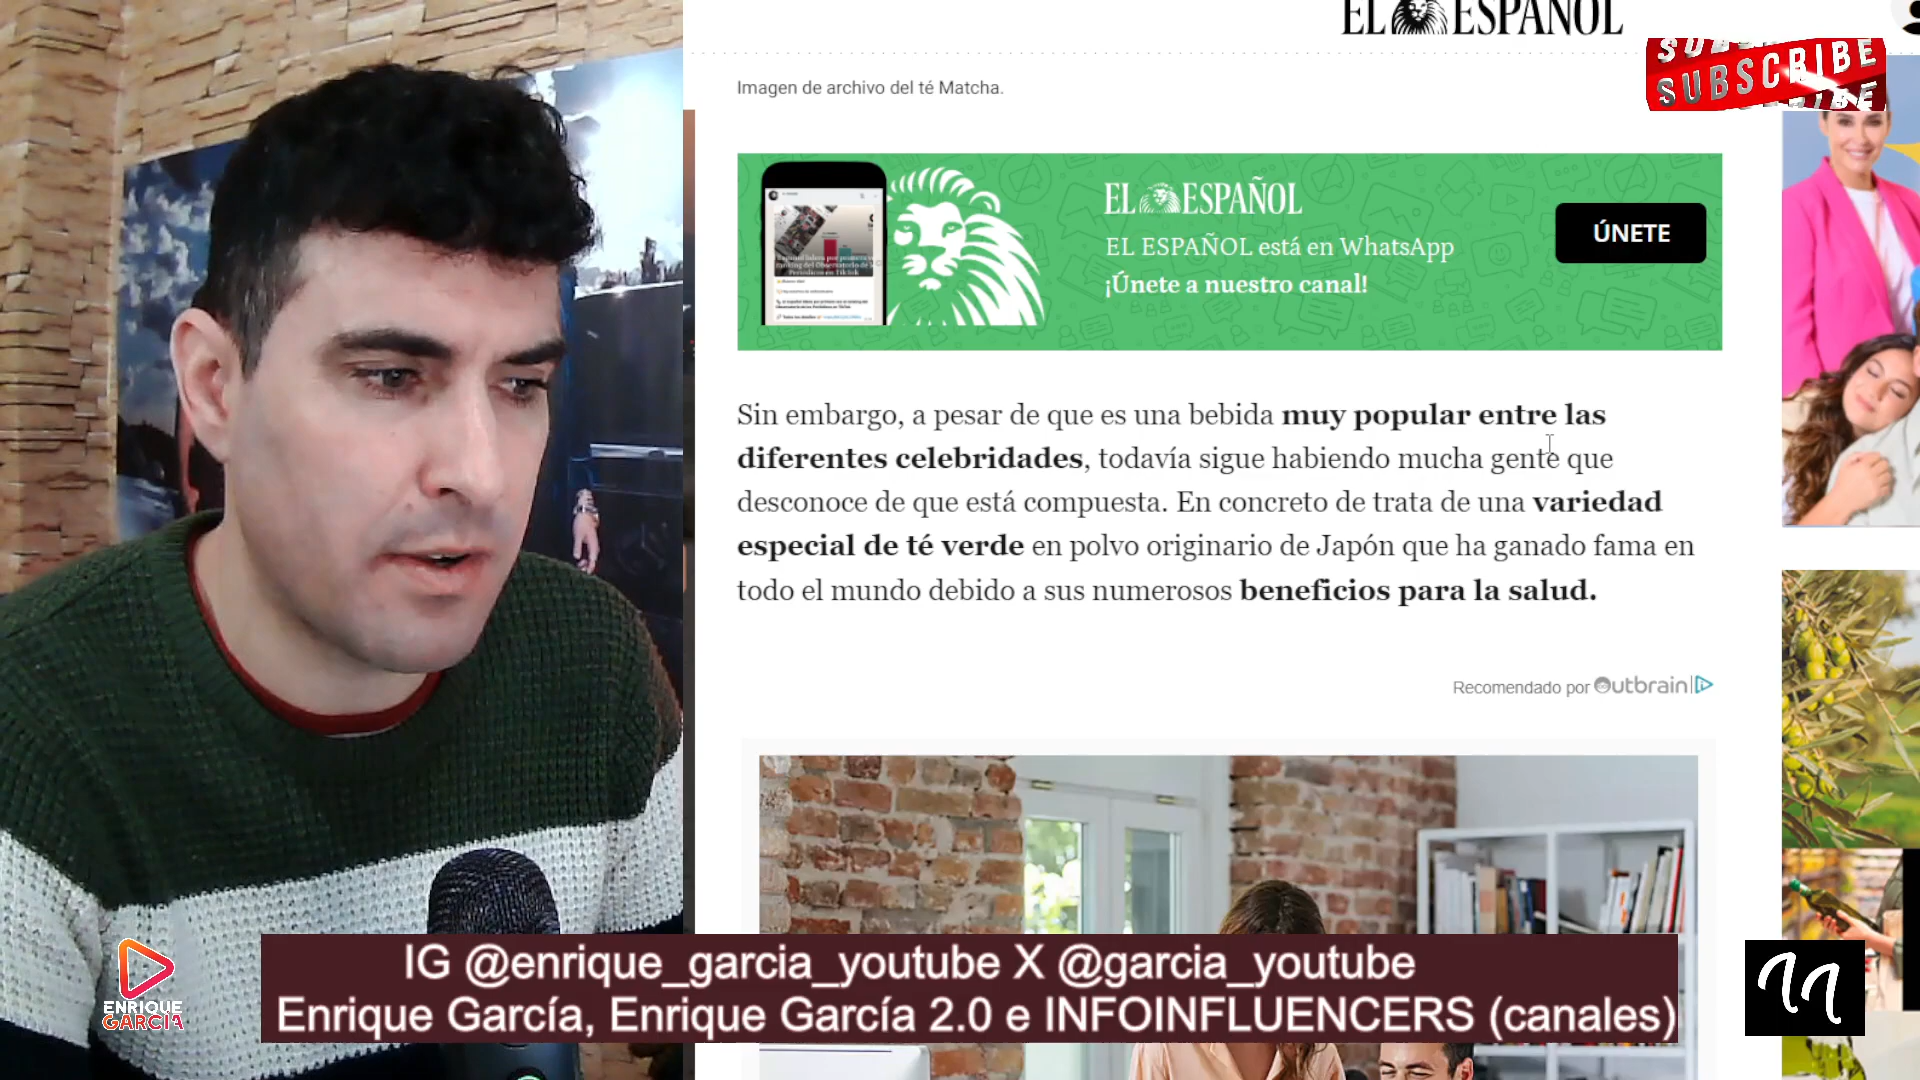 EL ESPAÑOL
SUBSCRIBE
Imagen de archivo del té Matcha.
EL ESPAÑOL
EL ESPAÑOL está en WhatsApp
¡Únete a nuestro canal!
ÚNETE
Sin embargo, a pesar de que es una bebida muy popular entre las
diferentes celebridades, todavía sigue habiendo mucha gente que
desconoce de que está compuesta. En concreto de trata de una variedad
especial de té verde en polvo originario de Japón que ha ganado fama en
todo el mundo debido a sus numerosos beneficios para la salud.
Recomendado por Outbrain
IG @enrique_garcia_youtube X @garcia_youtube
Enrique García, Enrique García 2.0 e INFOINFLUENCERS (canales)
ENRIQUE
GARCIA